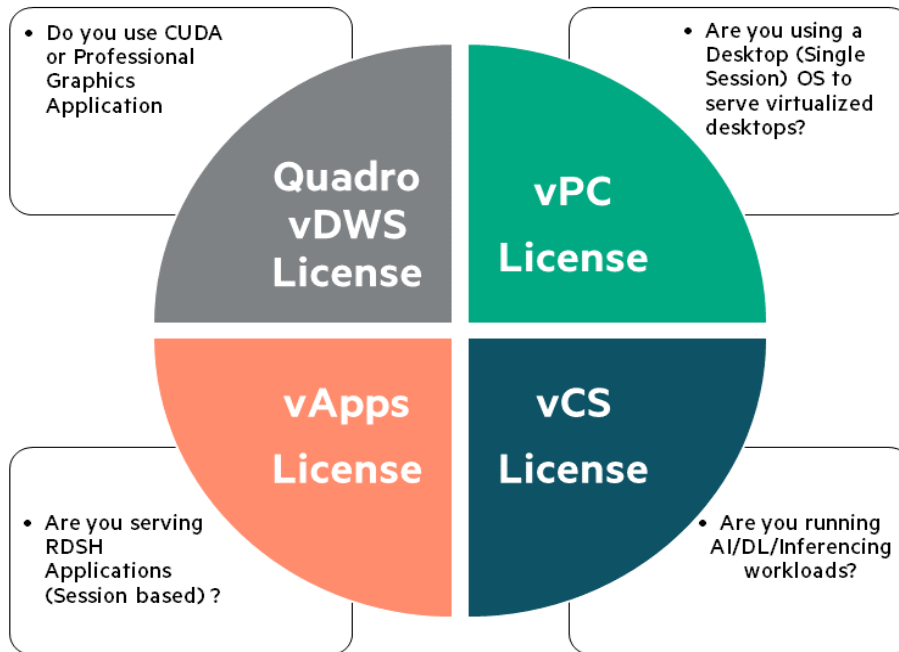 • Do you use CUDA
or Professional
Graphics
Application
• Are you using a
Desktop (Single
Session) OS to
serve virtualized
desktops?
Quadro
vDWS
License
vPC
License
vApps
License
vCS
License
• Are you serving
RDSH
Applications
(Session based) ?
• Are you running
AI/DL/Inferencing
workloads?